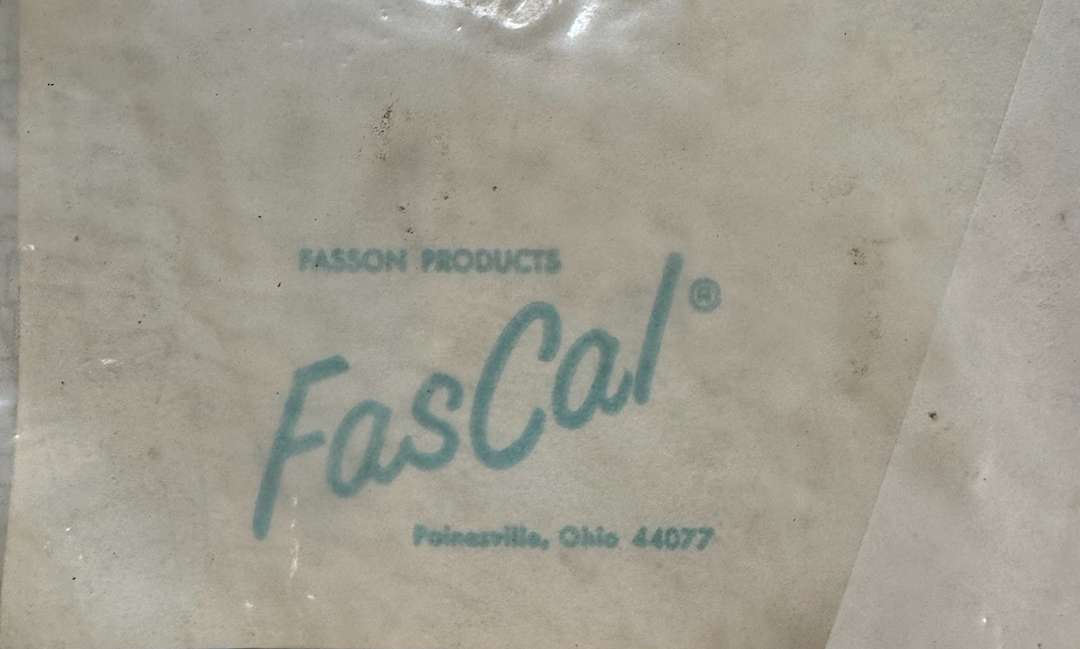 FASSON PRODUCTS
FasCal®
Painesville, Ohio 44077